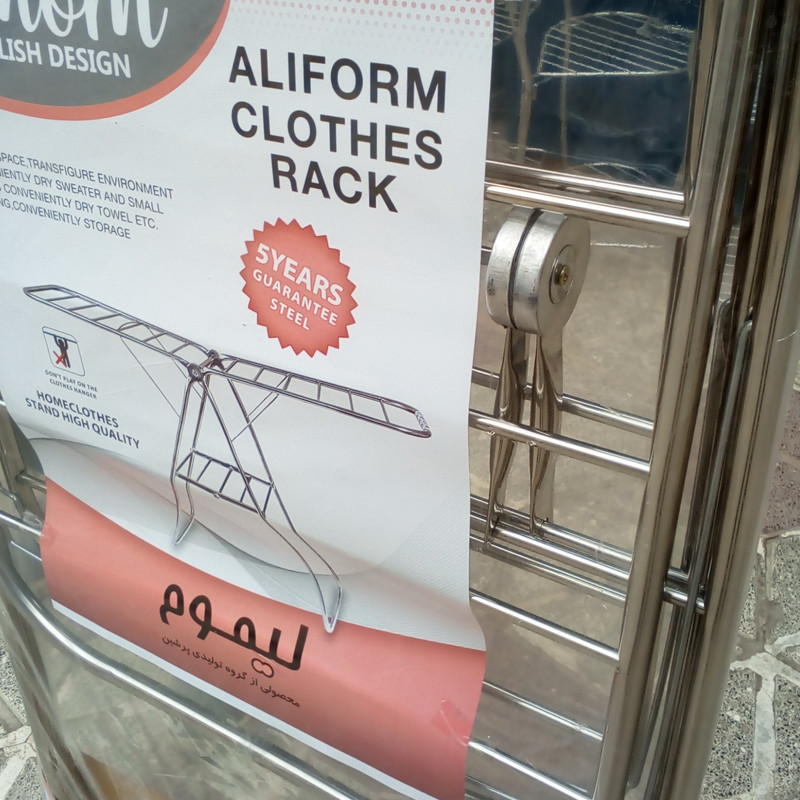 LISH DESIGN
ALIFORM
CLOTHES
RACK
SPACE,TRANSFIGURE ENVIRONMENT
IENTLY DRY SWEATER AND SMALL
CONVENIENTLY DRY TOWEL ETC.
NG,CONVENIENTLY STORAGE
5YEARS
GUARANTEE
STEEL
DON'T PLAY ON THE
CLOTHES HANGER
HOMECLOTHES
STAND HIGH QUALITY
لیموم
محصولی از گروه تولیدی پرشین